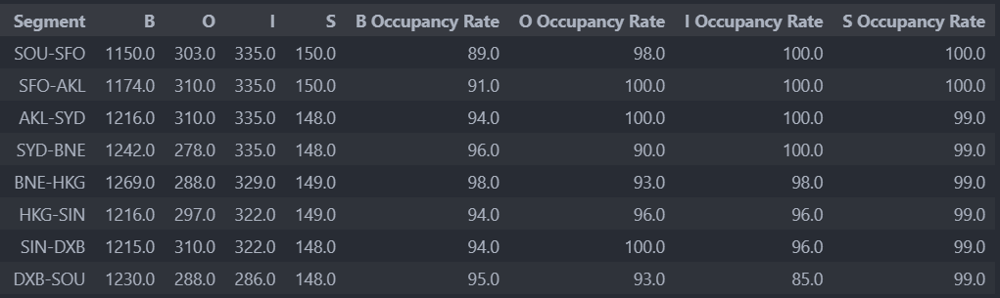 Segment B O I S B Occupancy Rate O Occupancy Rate I Occupancy Rate S Occupancy Rate
SOU-SFO 1150.0 303.0 335.0 150.0 89.0 98.0 100.0 100.0
SFO-AKL 1174.0 310.0 335.0 150.0 91.0 100.0 100.0 100.0
AKL-SYD 1216.0 310.0 335.0 148.0 94.0 100.0 100.0 99.0
SYD-BNE 1242.0 278.0 335.0 148.0 96.0 90.0 100.0 99.0
BNE-HKG 1269.0 288.0 329.0 149.0 98.0 93.0 98.0 99.0
HKG-SIN 1216.0 297.0 322.0 149.0 94.0 96.0 96.0 99.0
SIN-DXB 1215.0 310.0 322.0 148.0 94.0 100.0 96.0 99.0
DXB-SOU 1230.0 288.0 286.0 148.0 95.0 93.0 85.0 99.0